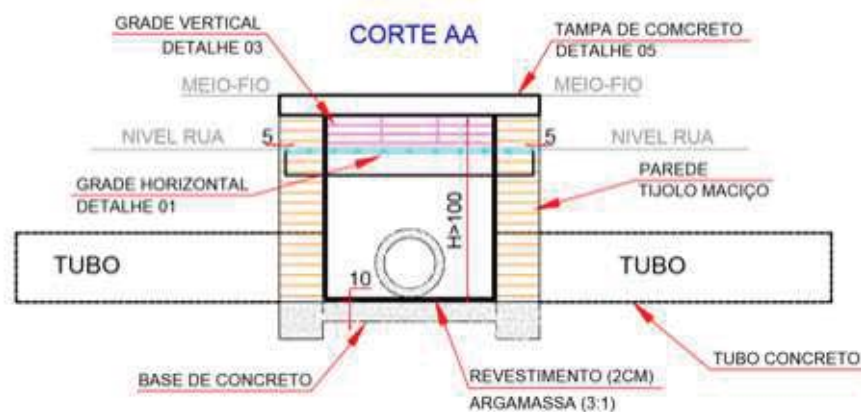 GRADE VERTICAL
DETALHE 03
CORTE AA
TAMPA DE COMCRETO
DETALHE 05
MEIO-FIO
MEIO-FIO
NIVEL RUA
5
5
NIVEL RUA
GRADE HORIZONTAL
DETALHE 01
H>100
PAREDE
TIJOLO MACIÇO
TUBO
TUBO
10
BASE DE CONCRETO
REVESTIMENTO (2CM)
ARGAMASSA (3:1)
TUBO CONCRETO